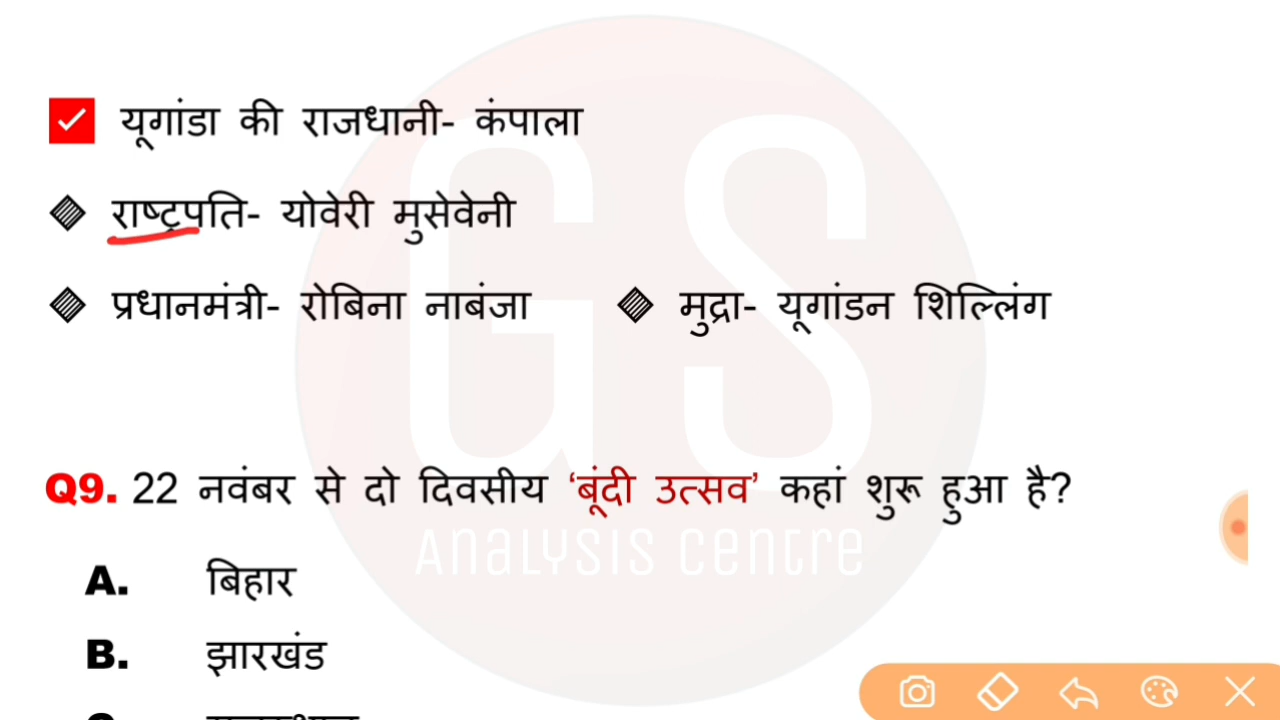 यूगांडा की राजधानी- कंपाला
राष्ट्रपति- योवेरी मुसेवेनी
प्रधानमंत्री- रोबिना नाबंजा
मुद्रा- यूगांडन शिल्लिंग
GS
Analysis Centre
Q9. 22 नवंबर से दो दिवसीय ‘बूंदी उत्सव’ कहां शुरू हुआ है?
A. बिहार
B. झारखंड